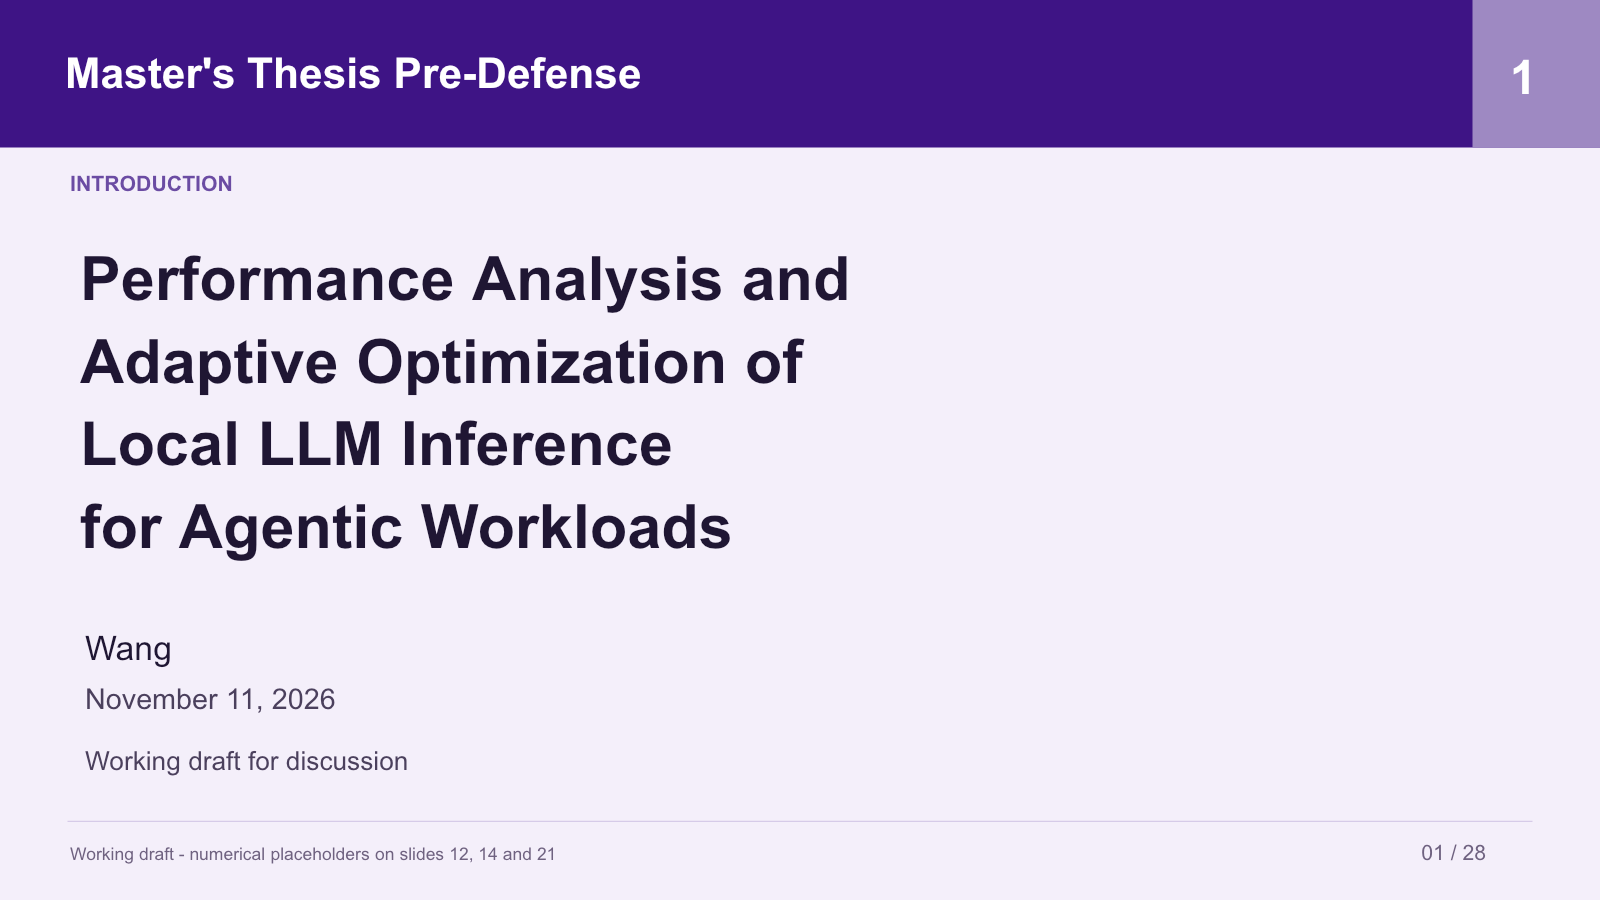 Master's Thesis Pre-Defense
1
INTRODUCTION
Performance Analysis and
Adaptive Optimization of
Local LLM Inference
for Agentic Workloads
Wang
November 11, 2026
Working draft for discussion
Working draft - numerical placeholders on slides 12, 14 and 21
01 / 28